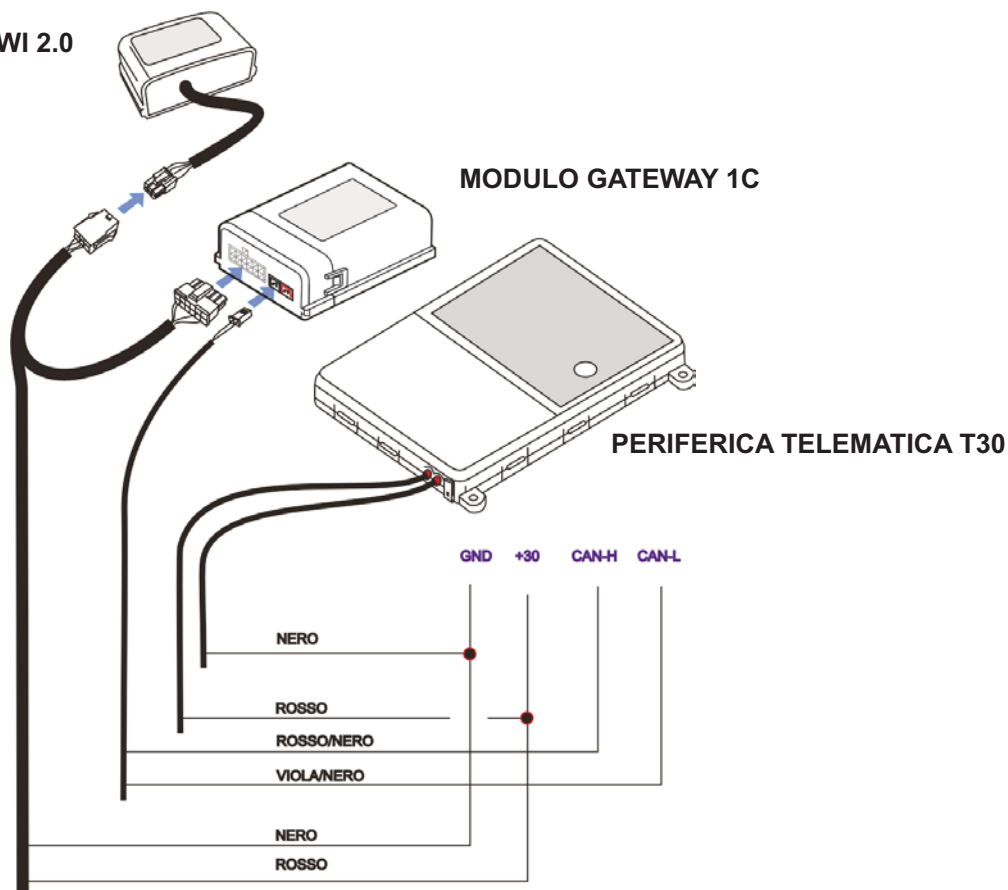 WI 2.0
MODULO GATEWAY 1C
PERIFERICA TELEMATICA T30
GND +30 CAN-H CAN-L
NERO
ROSSO
ROSSO/NERO
VIOLA/NERO
NERO
ROSSO